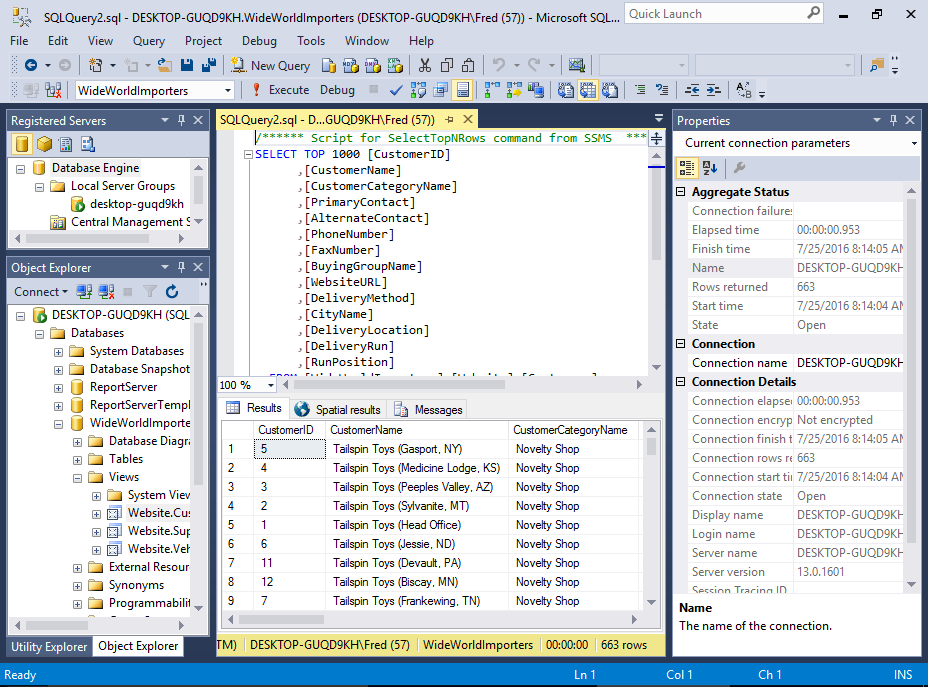 SQLQuery2.sql - DESKTOP-GUQD9KH.WideWorldImporters (DESKTOP-GUQD9KH\Fred (57))- Microsoft SQL...
Quick Launch
File Edit View Query Project Debug Tools Window Help
New Query
WideWorldImporters
Execute Debug
Registered Servers
Database Engine
Local Server Groups
desktop-guqd9kh
Central Management S
Object Explorer
Connect
DESKTOP-GUQD9KH (SQL
Databases
System Databases
Database Snapshot
ReportServer
ReportServerTempl
WideWorldImporte
Database Diagra
Tables
Views
System View
Website.Cus
Website.Sup
Website.Veh
External Resour
Synonyms
Programmabilit
Utility Explorer Object Explorer
SQLQuery2.sql - D...GUQD9KH\Fred (57))
/****** Script for SelectTopNRows command from SSMS ***
SELECT TOP 1000 [CustomerID]
,[CustomerName]
,[CustomerCategoryName]
,[PrimaryContact]
,[AlternateContact]
,[PhoneNumber]
,[FaxNumber]
,[BuyingGroupName]
,[WebsiteURL]
,[DeliveryMethod]
,[CityName]
,[DeliveryLocation]
,[DeliveryRun]
,[RunPosition]
100 %
Results Spatial results Messages
CustomerID CustomerName CustomerCategoryName
1 5 Tailspin Toys (Gasport, NY) Novelty Shop
2 4 Tailspin Toys (Medicine Lodge, KS) Novelty Shop
3 3 Tailspin Toys (Peeples Valley, AZ) Novelty Shop
4 2 Tailspin Toys (Sylvanite, MT) Novelty Shop
5 1 Tailspin Toys (Head Office) Novelty Shop
6 6 Tailspin Toys (Jessie, ND) Novelty Shop
7 11 Tailspin Toys (Devault, PA) Novelty Shop
8 12 Tailspin Toys (Biscay, MN) Novelty Shop
9 7 Tailspin Toys (Frankewing, TN) Novelty Shop
TM) DESKTOP-GUQD9KH\Fred (57) WideWorldImporters 00:00:00 663 rows
Properties
Current connection parameters
Aggregate Status
Connection failures
Elapsed time 00:00:00.953
Finish time 7/25/2016 8:14:05 AM
Name DESKTOP-GUQD9KH
Rows returned 663
Start time 7/25/2016 8:14:04 AM
State Open
Connection
Connection name DESKTOP-GUQD9KH
Connection Details
Connection elapse 00:00:00.953
Connection encryp Not encrypted
Connection finish t 7/25/2016 8:14:05 AM
Connection rows r 663
Connection start ti 7/25/2016 8:14:04 AM
Connection state Open
Display name DESKTOP-GUQD9KH
Login name DESKTOP-GUQD9KH
Server name DESKTOP-GUQD9KH
Server version 13.0.1601
Session Tracing ID
Name
The name of the connection.
Ready Ln 1 Col 1 Ch 1 INS